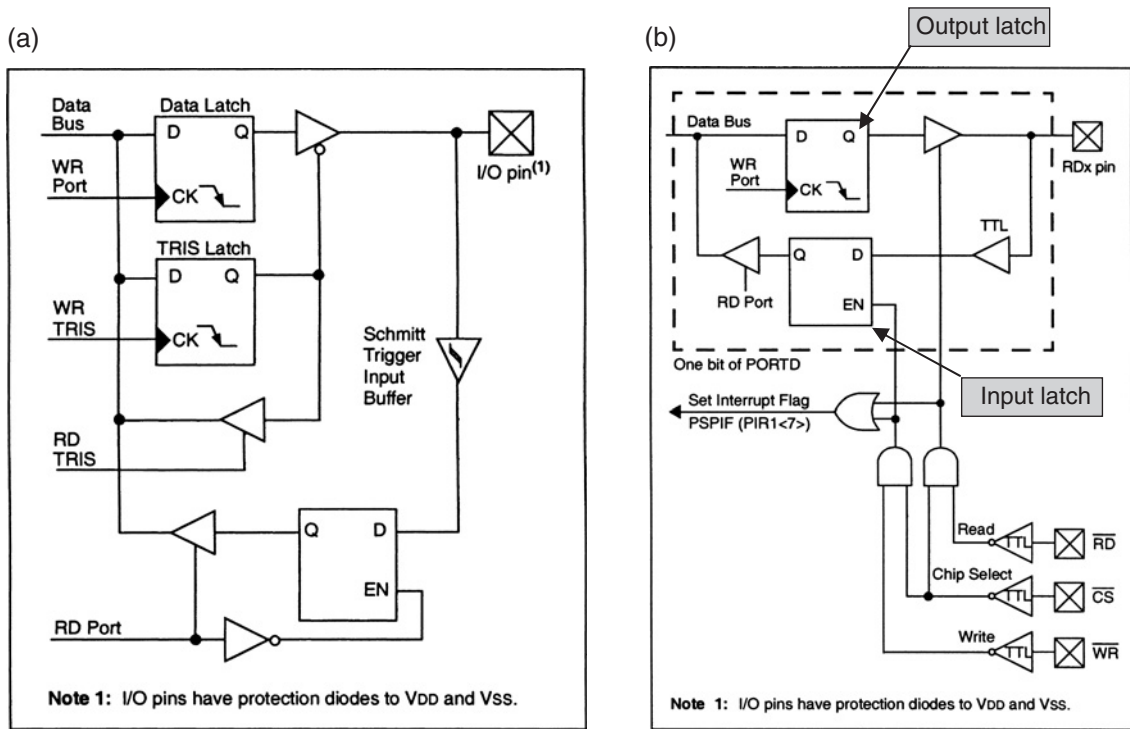 (a)
Data
Bus
Data Latch
D
Q
WR
Port
CK
I/O pin(1)
TRIS Latch
D
Q
WR
TRIS
CK
Schmitt
Trigger
Input
Buffer
RD
TRIS
Q
D
EN
RD Port
Note 1: I/O pins have protection diodes to VDD and VSS.
(b)
Output latch
Data Bus
D
Q
WR
Port
CK
RDx pin
TTL
Q
D
RD Port
EN
One bit of PORTD
Input latch
Set Interrupt Flag
PSPIF (PIR1<7>)
Read
TTL
RD
Chip Select
TTL
CS
Write
TTL
WR
Note 1: I/O pins have protection diodes to VDD and VSS.